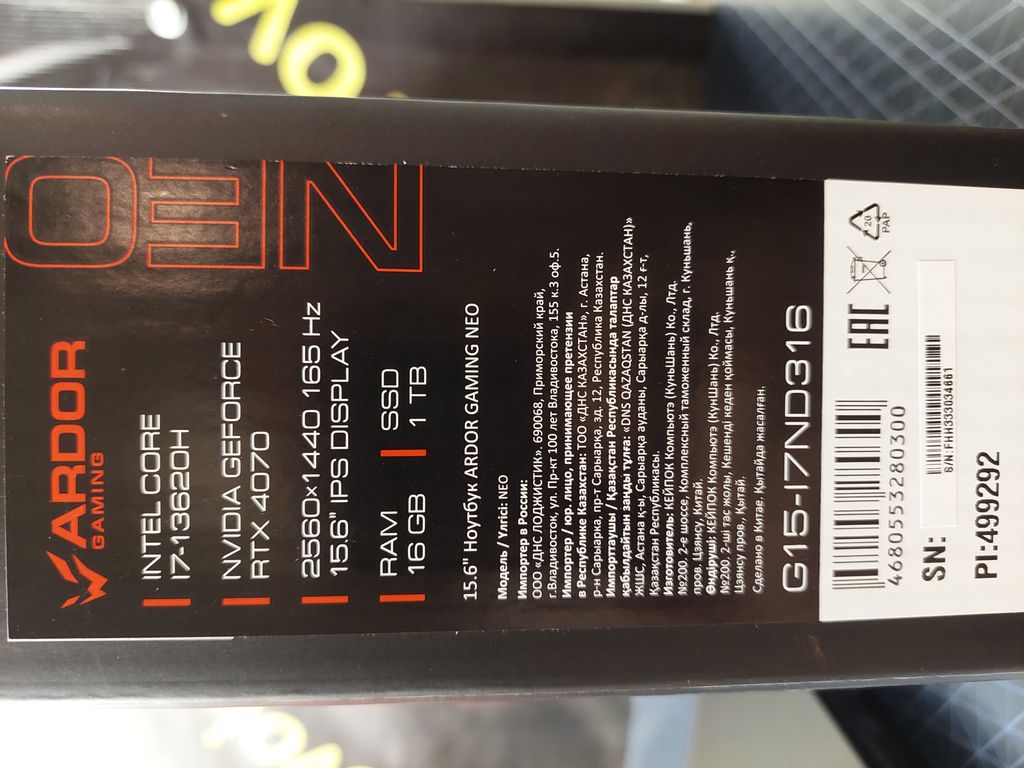 ARDOR
GAMING
NEO
INTEL CORE
I7-13620H
NVIDIA GEFORCE
RTX 4070
2560x1440 165 Hz
15.6" IPS DISPLAY
RAM | SSD
16 GB | 1 TB
15.6" Ноутбук ARDOR GAMING NEO
Модель / Үлгісі: NEO
Импортер в России:
ООО «ДНС ЛОДЖИСТИК», 690068, Приморский край,
г.Владивосток, ул. Пр-кт 100 лет Владивостока, 155 к.3 оф.5.
Импортер / юр. лицо, принимающее претензии
в Республике Казахстан: ТОО «ДНС КАЗАХСТАН», г. Астана,
р-н Сарыарка, пр-т Сарыарка, зд. 12, Республика Казахстан.
Импорттаушы / Қазақстан Республикасында талаптар
қабылдайтын заңды тұлға: «DNS QAZAQSTAN (ДНС КАЗАХСТАН)»
ЖШС, Астана қ-ы, Сарыарқа ауданы, Сарыарқа д-лы, 12 ғ-т,
Қазақстан Республикасы.
Изготовитель: КЕЙПОК Компьютэ (КуньШань) Ко., Лтд.
№200, 2-е шоссе, Комплексный таможенный склад, г. Куньшань,
пров. Цзянсу, Китай.
Өндіруші: КЕЙПОК Компьютэ (КунШань) Ко., Лтд.
№200, 2-ші тас жолы, Кешенді кеден қоймасы, Куньшань қ.,
Цзянсу пров., Қытай.
Сделано в Китае. Қытайда жасалған.
G15-I7ND316
4680553280300
EAC
20
PAP
SN:
S/N:FHH333034661
PI:499292